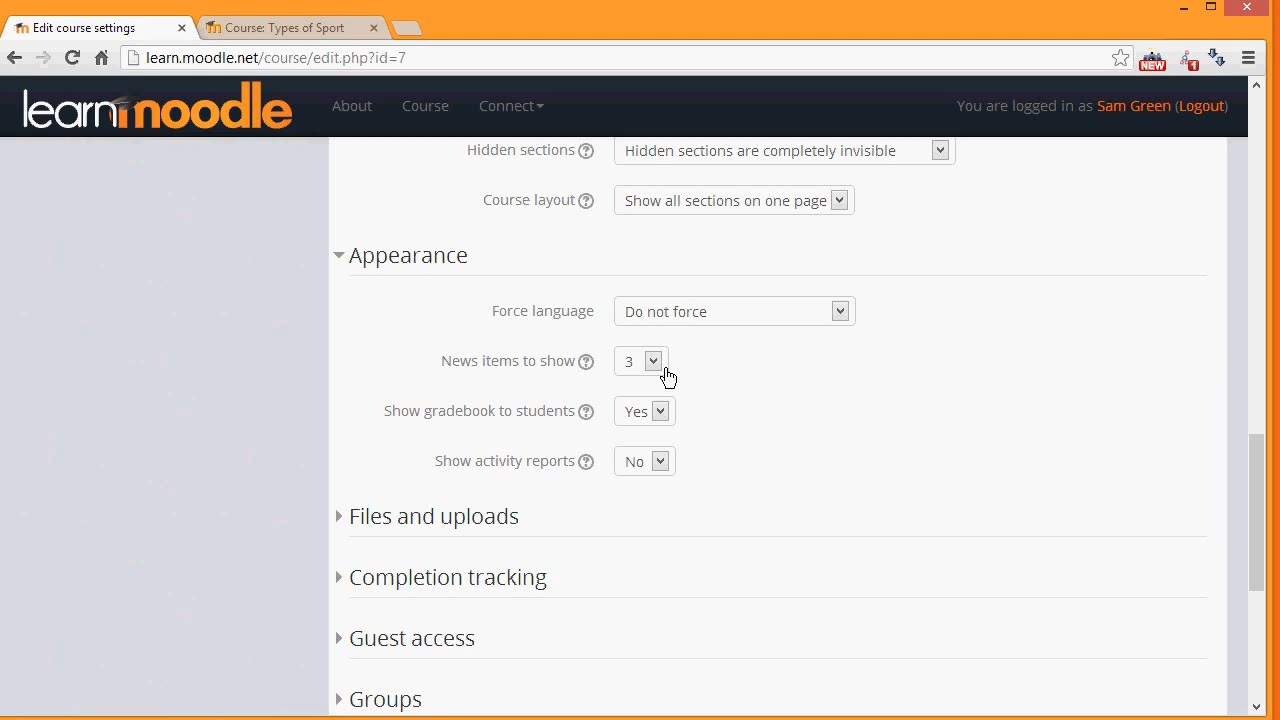 Edit course settings
Course: Types of Sport
learn.moodle.net/course/edit.php?id=7
NEW
1
learnmoodle
About Course Connect
You are logged in as Sam Green (Logout)
Hidden sections ? Hidden sections are completely invisible
Course layout ? Show all sections on one page
Appearance
Force language Do not force
News items to show ? 3
Show gradebook to students ? Yes
Show activity reports ? No
Files and uploads
Completion tracking
Guest access
Groups